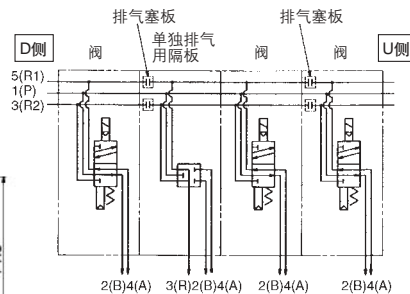 排气塞板
排气塞板
D侧
阀
单独排气
用隔板
阀
阀
U侧
5(R1)
1(P)
3(R2)
2(B)4(A)
3(R)2(B)4(A)
2(B)4(A)
2(B)4(A)